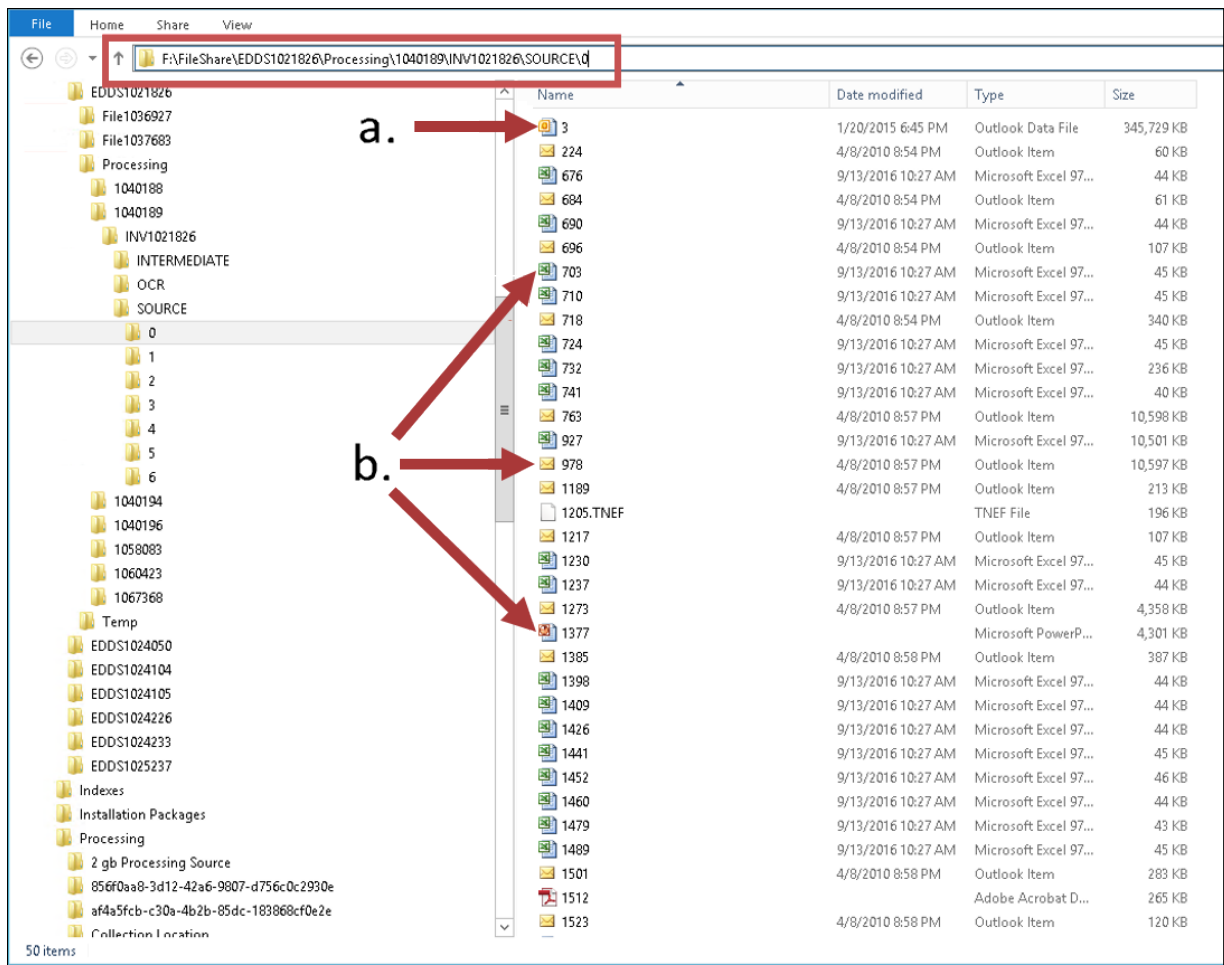 File Home Share View
F:\FileShare\EDDS1021826\Processing\1040189\INV1021826\SOURCE\0
EDDS1021826
File1036927
File1037683
Processing
1040188
1040189
INV1021826
INTERMEDIATE
OCR
SOURCE
0
1
2
3
4
5
6
1040194
1040196
1058083
1060423
1067368
Temp
EDDS1024050
EDDS1024104
EDDS1024105
EDDS1024226
EDDS1024233
EDDS1025237
Indexes
Installation Packages
Processing
2 gb Processing Source
856f0aa8-3d12-42a6-9807-d756c0c2930e
af4a5fcb-c30a-4b2b-85dc-183868cf0e2e
Collection Location
a.
b.
Name Date modified Type Size
3 1/20/2015 6:45 PM Outlook Data File 345,729 KB
224 4/8/2010 8:54 PM Outlook Item 60 KB
676 9/13/2016 10:27 AM Microsoft Excel 97... 44 KB
684 4/8/2010 8:54 PM Outlook Item 61 KB
690 9/13/2016 10:27 AM Microsoft Excel 97... 44 KB
696 4/8/2010 8:54 PM Outlook Item 107 KB
703 9/13/2016 10:27 AM Microsoft Excel 97... 45 KB
710 9/13/2016 10:27 AM Microsoft Excel 97... 45 KB
718 4/8/2010 8:54 PM Outlook Item 340 KB
724 9/13/2016 10:27 AM Microsoft Excel 97... 45 KB
732 9/13/2016 10:27 AM Microsoft Excel 97... 236 KB
741 9/13/2016 10:27 AM Microsoft Excel 97... 40 KB
763 4/8/2010 8:57 PM Outlook Item 10,598 KB
927 9/13/2016 10:27 AM Microsoft Excel 97... 10,501 KB
978 4/8/2010 8:57 PM Outlook Item 10,597 KB
1189 4/8/2010 8:57 PM Outlook Item 213 KB
1205.TNEF TNEF File 196 KB
1217 4/8/2010 8:57 PM Outlook Item 107 KB
1230 9/13/2016 10:27 AM Microsoft Excel 97... 45 KB
1237 9/13/2016 10:27 AM Microsoft Excel 97... 44 KB
1273 4/8/2010 8:57 PM Outlook Item 4,358 KB
1377 Microsoft PowerP... 4,301 KB
1385 4/8/2010 8:58 PM Outlook Item 387 KB
1398 9/13/2016 10:27 AM Microsoft Excel 97... 44 KB
1409 9/13/2016 10:27 AM Microsoft Excel 97... 44 KB
1426 9/13/2016 10:27 AM Microsoft Excel 97... 44 KB
1441 9/13/2016 10:27 AM Microsoft Excel 97... 45 KB
1452 9/13/2016 10:27 AM Microsoft Excel 97... 46 KB
1460 9/13/2016 10:27 AM Microsoft Excel 97... 44 KB
1479 9/13/2016 10:27 AM Microsoft Excel 97... 43 KB
1489 9/13/2016 10:27 AM Microsoft Excel 97... 45 KB
1501 4/8/2010 8:58 PM Outlook Item 283 KB
1512 Adobe Acrobat D... 265 KB
1523 4/8/2010 8:58 PM Outlook Item 120 KB
50 items